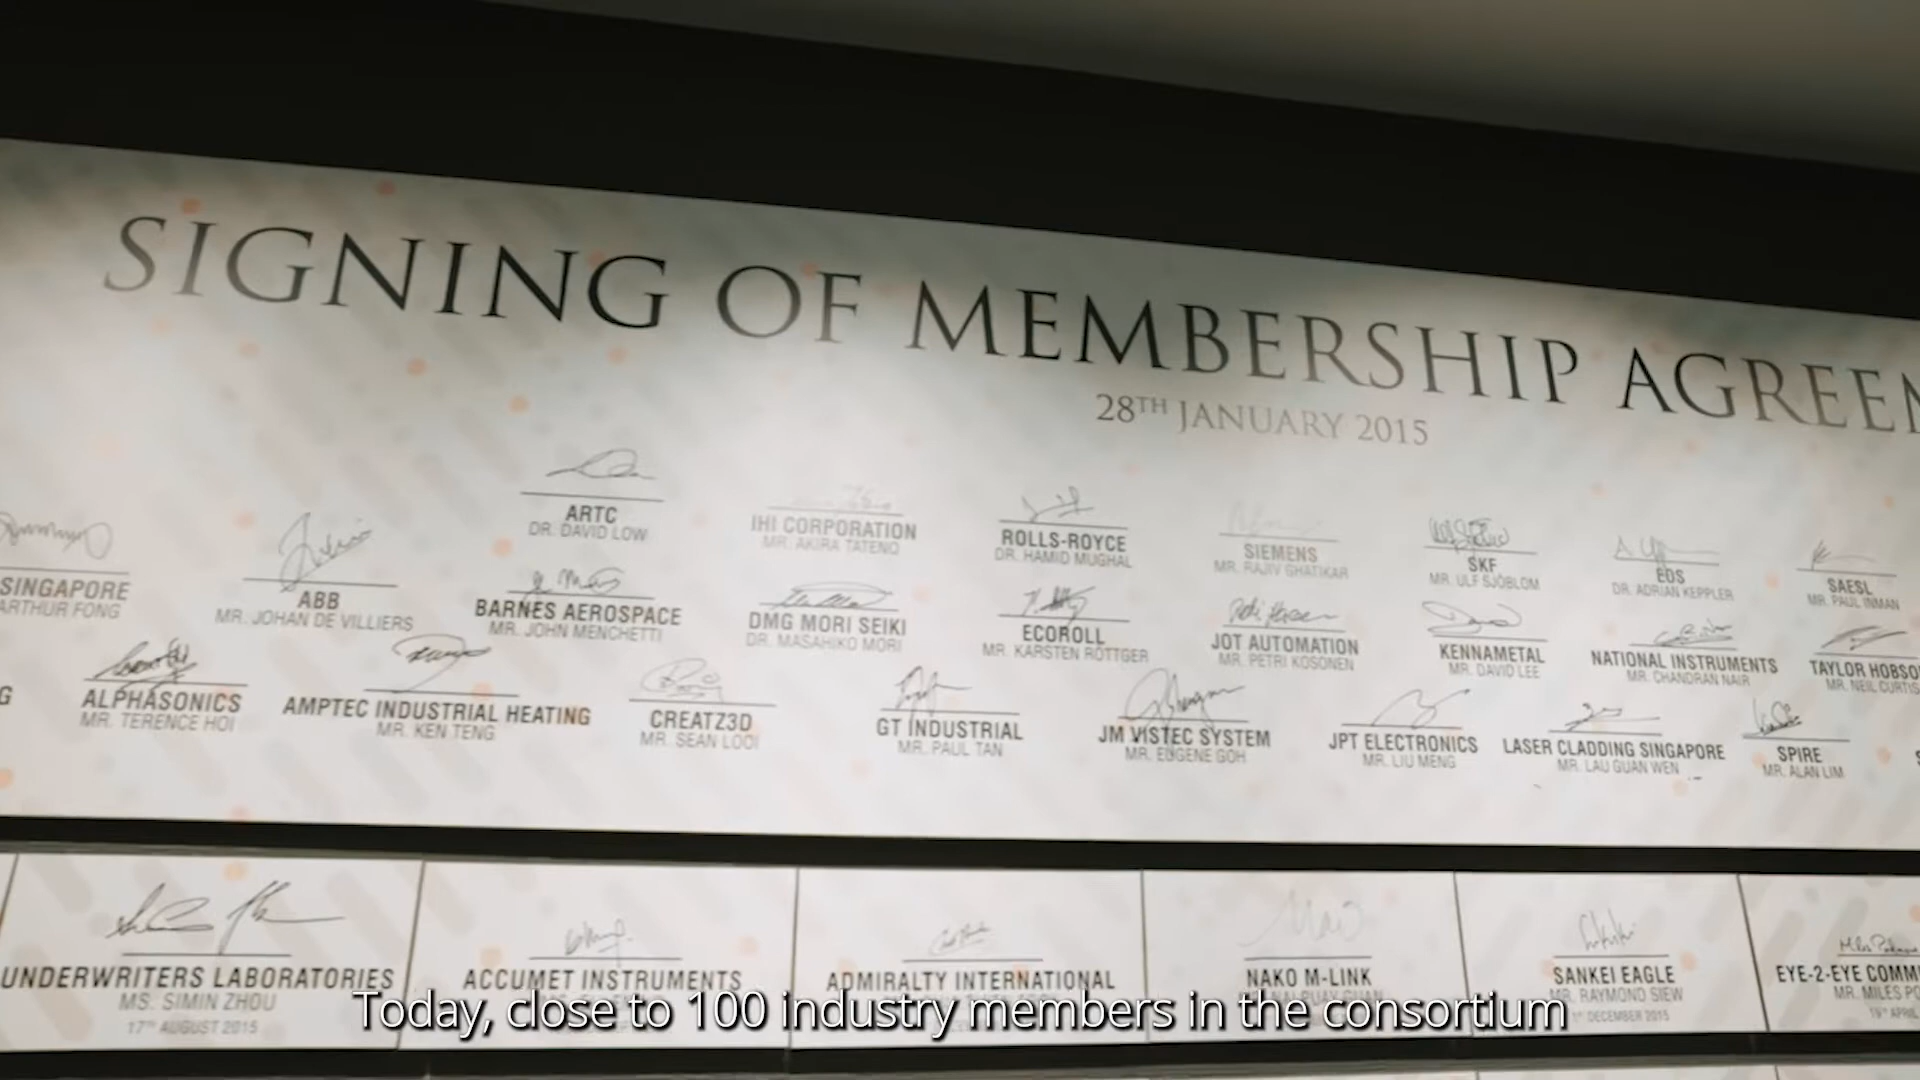 SIGNING OF MEMBERSHIP AGREEM
28TH JANUARY 2015
ARTC
DR. DAVID LOW
IHI CORPORATION
MR. AKIRA TATENO
ROLLS-ROYCE
DR. HAMID MUGHAL
SIEMENS
MR. RAJIV GHATIKAR
SKF
MR. ULF SJÖBLOM
EOS
DR. ADRIAN KEPPLER
SAESL
MR. PAUL INMAN
SINGAPORE
ARTHUR FONG
ABB
MR. JOHAN DE VILLIERS
BARNES AEROSPACE
MR. JOHN MENCHETTI
DMG MORI SEIKI
DR. MASAHIKO MORI
ECOROLL
MR. KARSTEN RÖTTGER
JOT AUTOMATION
MR. PETRI KOSONEN
KENNAMETAL
MR. DAVID LEE
NATIONAL INSTRUMENTS
MR. CHANDRAN NAIR
TAYLOR HOBSO
MR. NEIL CURTIS
G
ALPHASONICS
MR. TERENCE HOI
AMPTEC INDUSTRIAL HEATING
MR. KEN TENG
CREATZ3D
MR. SEAN LOOI
GT INDUSTRIAL
MR. PAUL TAN
JM VISTEC SYSTEM
MR. EUGENE GOH
JPT ELECTRONICS
MR. LIU MENG
LASER CLADDING SINGAPORE
MR. LAU GUAN WEN
SPIRE
MR. ALAN LIM
UNDERWRITERS LABORATORIES
MS. SIMIN ZHOU
17TH AUGUST 2015
ACCUMET INSTRUMENTS
ADMIRALTY INTERNATIONAL
NAKO M-LINK
SANKEI EAGLE
MR. RAYMOND SIEW
DECEMBER 2015
EYE-2-EYE COMM
MR. MILES PO
19TH APRIL
Today, close to 100 industry members in the consortium